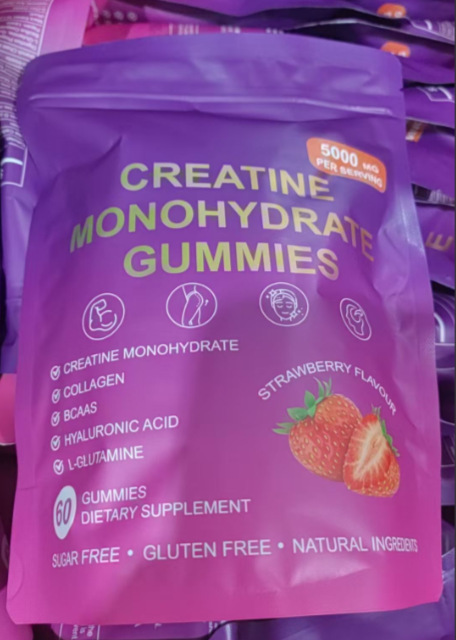 5000 MG
PER SERVING
CREATINE
MONOHYDRATE
GUMMIES
CREATINE MONOHYDRATE
COLLAGEN
BCAAS
HYALURONIC ACID
L-GLUTAMINE
STRAWBERRY FLAVOUR
60 GUMMIES
DIETARY SUPPLEMENT
SUGAR FREE • GLUTEN FREE • NATURAL INGREDIENTS